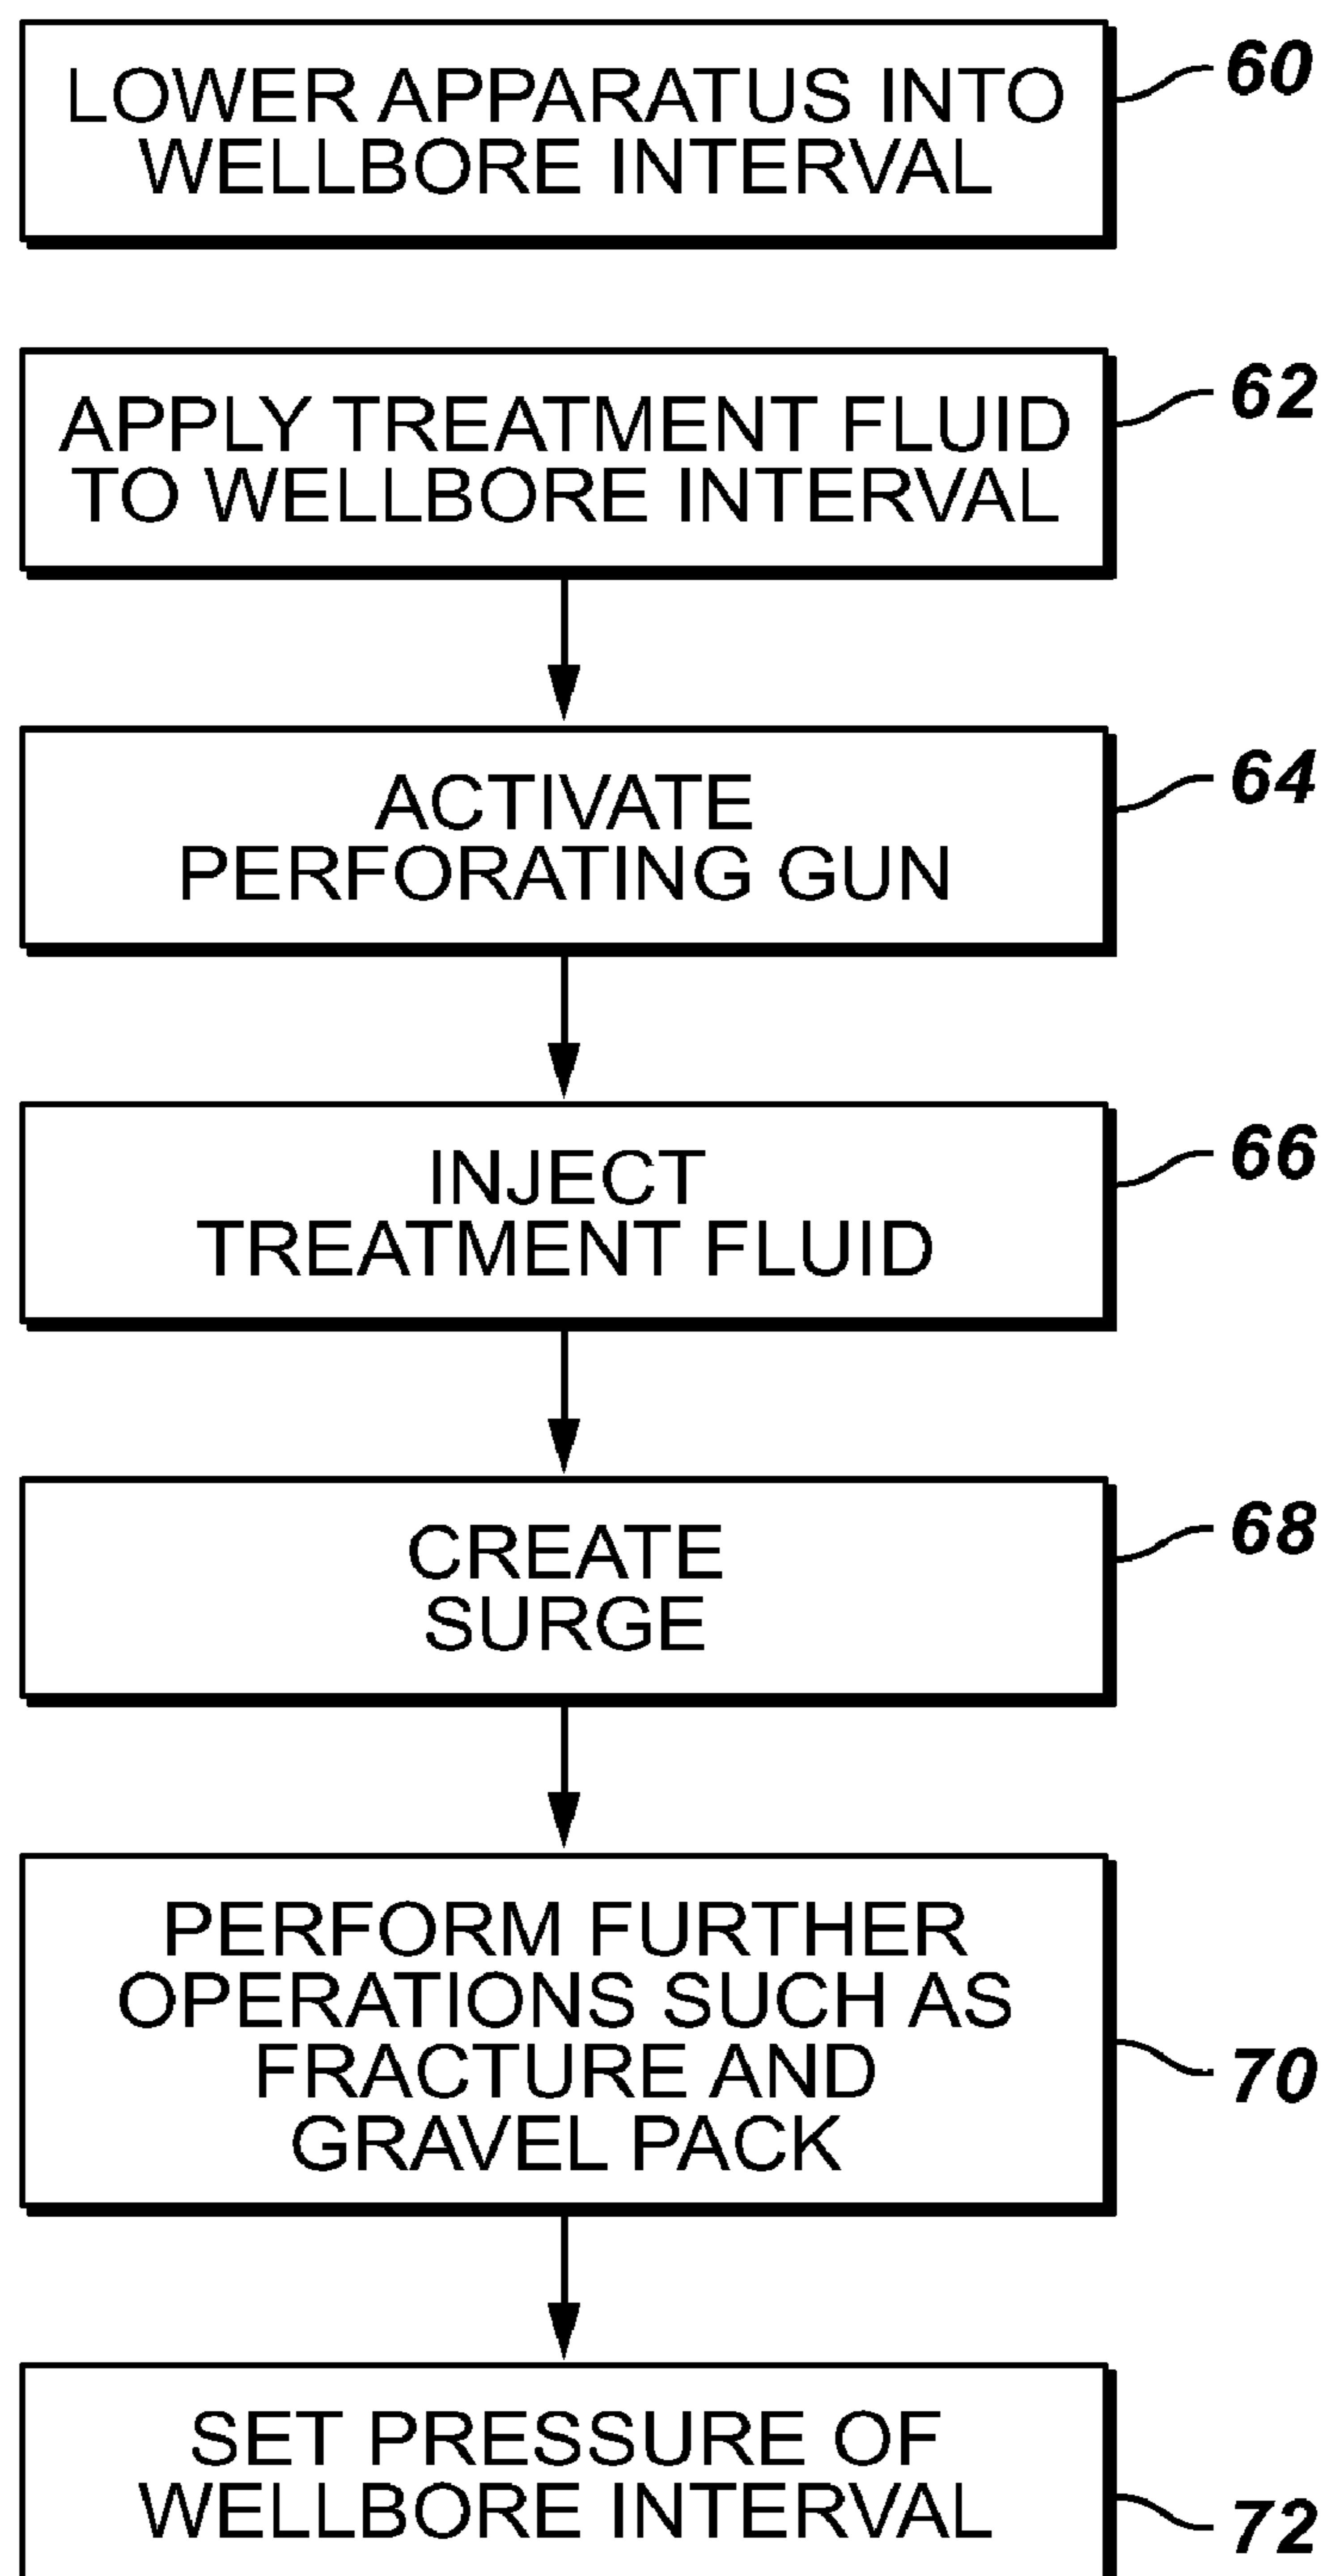 LOWER APPARATUS INTO
WELLBORE INTERVAL
60
APPLY TREATMENT FLUID
TO WELLBORE INTERVAL
62
ACTIVATE
PERFORATING GUN
64
INJECT
TREATMENT FLUID
66
CREATE
SURGE
68
PERFORM FURTHER
OPERATIONS SUCH AS
FRACTURE AND
GRAVEL PACK
70
SET PRESSURE OF
WELLBORE INTERVAL
72